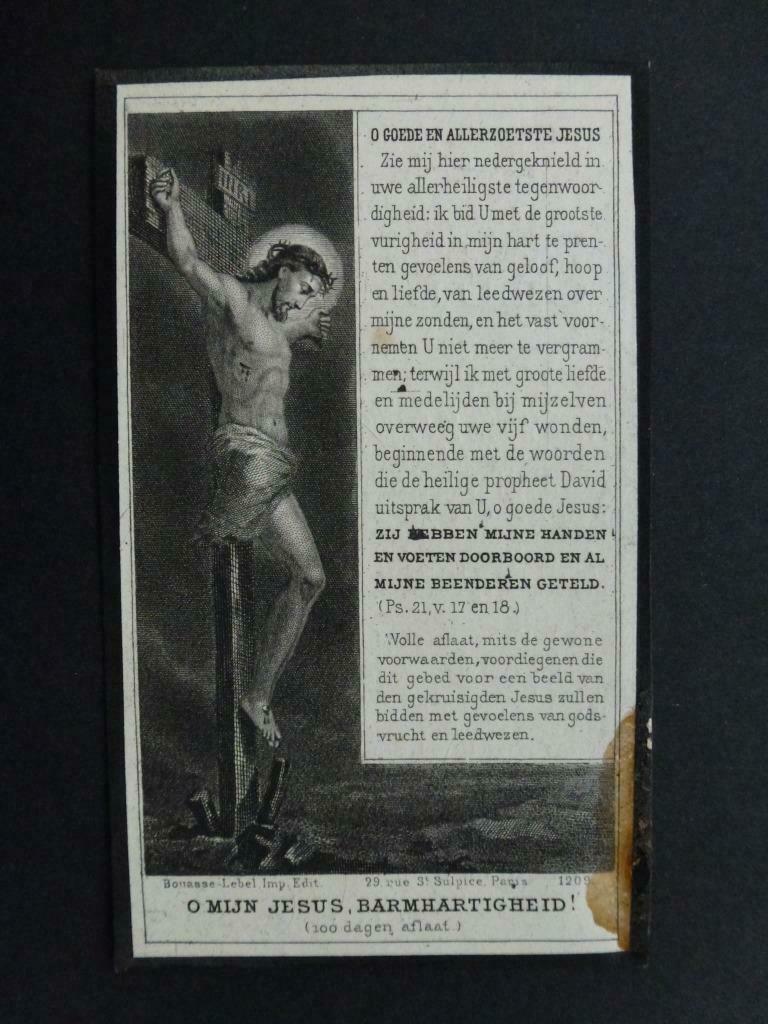 INRI
O GOEDE EN ALLERZOETSTE JESUS
Zie mij hier nedergeknield in
uwe allerheiligste tegenwoor-
digheid: ik bid U met de grootste
vurigheid in mijn hart te pren-
ten gevoelens van geloof, hoop
en liefde, van leedwezen over
mijne zonden, en het vast voor-
nemen U niet meer te vergram-
men; terwijl ik met groote liefde
en medelijden bij mijzelven
overweeg uwe vijf wonden,
beginnende met de woorden
die de heilige propheet David
uitsprak van U, o goede Jesus:
ZIJ HEBBEN MIJNE HANDEN
EN VOETEN DOORBOORD EN AL
MIJNE BEENDEREN GETELD.
(Ps. 21, v. 17 en 18.)
Volle aflaat, mits de gewone
voorwaarden, voor diegenen die
dit gebed voor een beeld van
den gekruisigden Jesus zullen
bidden met gevoelens van gods-
vrucht en leedwezen.
Bouasse-Lebel Imp. Edit. 29, rue St Sulpice, Paris 1209
O MIJN JESUS, BARMHARTIGHEID!
(100 dagen aflaat.)